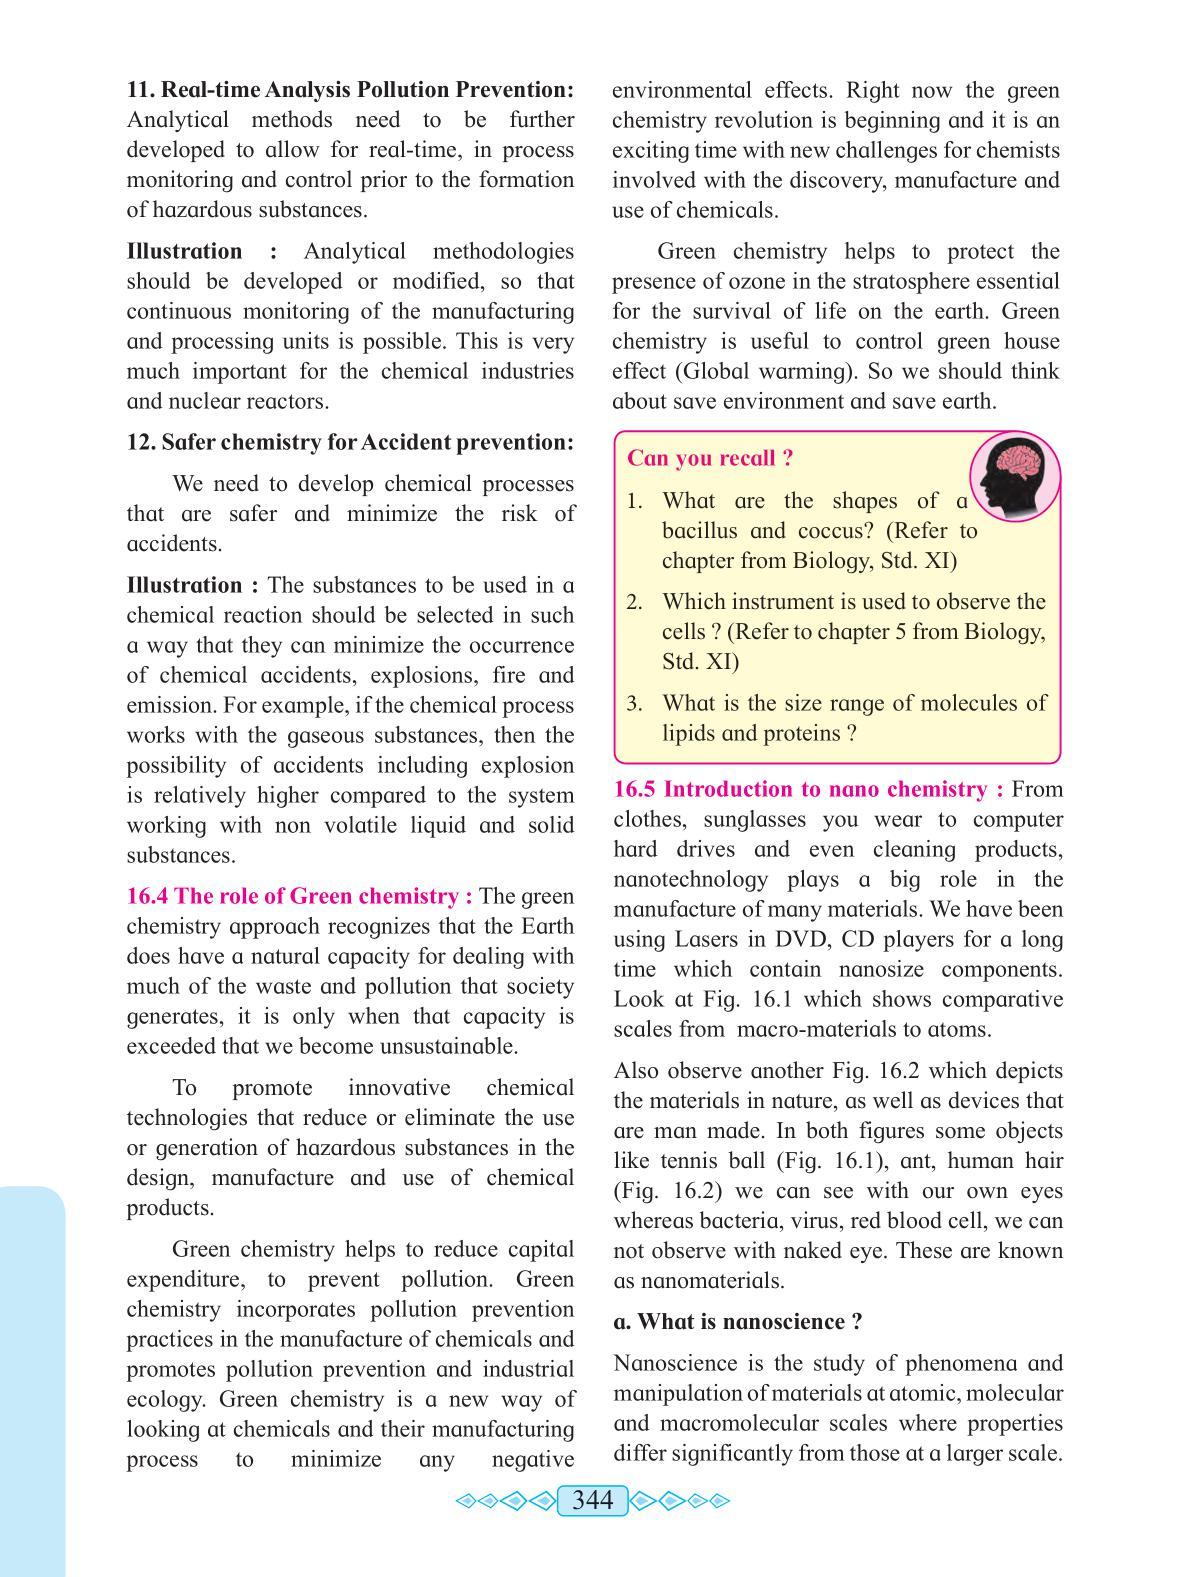 11. Real-time Analysis Pollution Prevention:
Analytical methods need to be further
developed to allow for real-time, in process
monitoring and control prior to the formation
of hazardous substances.
Illustration : Analytical methodologies
should be developed or modified, so that
continuous monitoring of the manufacturing
and processing units is possible. This is very
much important for the chemical industries
and nuclear reactors.
12. Safer chemistry for Accident prevention:
We need to develop chemical processes
that are safer and minimize the risk of
accidents.
Illustration : The substances to be used in a
chemical reaction should be selected in such
a way that they can minimize the occurrence
of chemical accidents, explosions, fire and
emission. For example, if the chemical process
works with the gaseous substances, then the
possibility of accidents including explosion
is relatively higher compared to the system
working with non volatile liquid and solid
substances.
16.4 The role of Green chemistry : The green
chemistry approach recognizes that the Earth
does have a natural capacity for dealing with
much of the waste and pollution that society
generates, it is only when that capacity is
exceeded that we become unsustainable.
To promote innovative chemical
technologies that reduce or eliminate the use
or generation of hazardous substances in the
design, manufacture and use of chemical
products.
Green chemistry helps to reduce capital
expenditure, to prevent pollution. Green
chemistry incorporates pollution prevention
practices in the manufacture of chemicals and
promotes pollution prevention and industrial
ecology. Green chemistry is a new way of
looking at chemicals and their manufacturing
process to minimize any negative
environmental effects. Right now the green
chemistry revolution is beginning and it is an
exciting time with new challenges for chemists
involved with the discovery, manufacture and
use of chemicals.
Green chemistry helps to protect the
presence of ozone in the stratosphere essential
for the survival of life on the earth. Green
chemistry is useful to control green house
effect (Global warming). So we should think
about save environment and save earth.
Can you recall ?
1. What are the shapes of a
bacillus and coccus? (Refer to
chapter from Biology, Std. XI)
2. Which instrument is used to observe the
cells ? (Refer to chapter 5 from Biology,
Std. XI)
3. What is the size range of molecules of
lipids and proteins ?
16.5 Introduction to nano chemistry : From
clothes, sunglasses you wear to computer
hard drives and even cleaning products,
nanotechnology plays a big role in the
manufacture of many materials. We have been
using Lasers in DVD, CD players for a long
time which contain nanosize components.
Look at Fig. 16.1 which shows comparative
scales from macro-materials to atoms.
Also observe another Fig. 16.2 which depicts
the materials in nature, as well as devices that
are man made. In both figures some objects
like tennis ball (Fig. 16.1), ant, human hair
(Fig. 16.2) we can see with our own eyes
whereas bacteria, virus, red blood cell, we can
not observe with naked eye. These are known
as nanomaterials.
a. What is nanoscience ?
Nanoscience is the study of phenomena and
manipulation of materials at atomic, molecular
and macromolecular scales where properties
differ significantly from those at a larger scale.
344